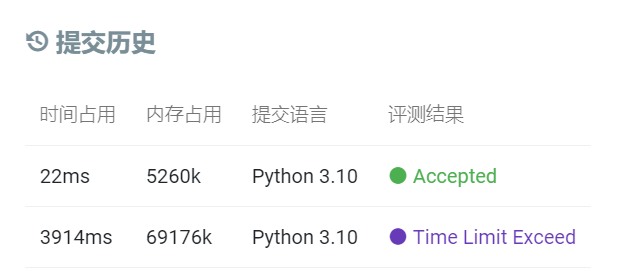 提交历史
时间占用 内存占用 提交语言 评测结果
22ms 5260k Python 3.10 Accepted
3914ms 69176k Python 3.10 Time Limit Exceed